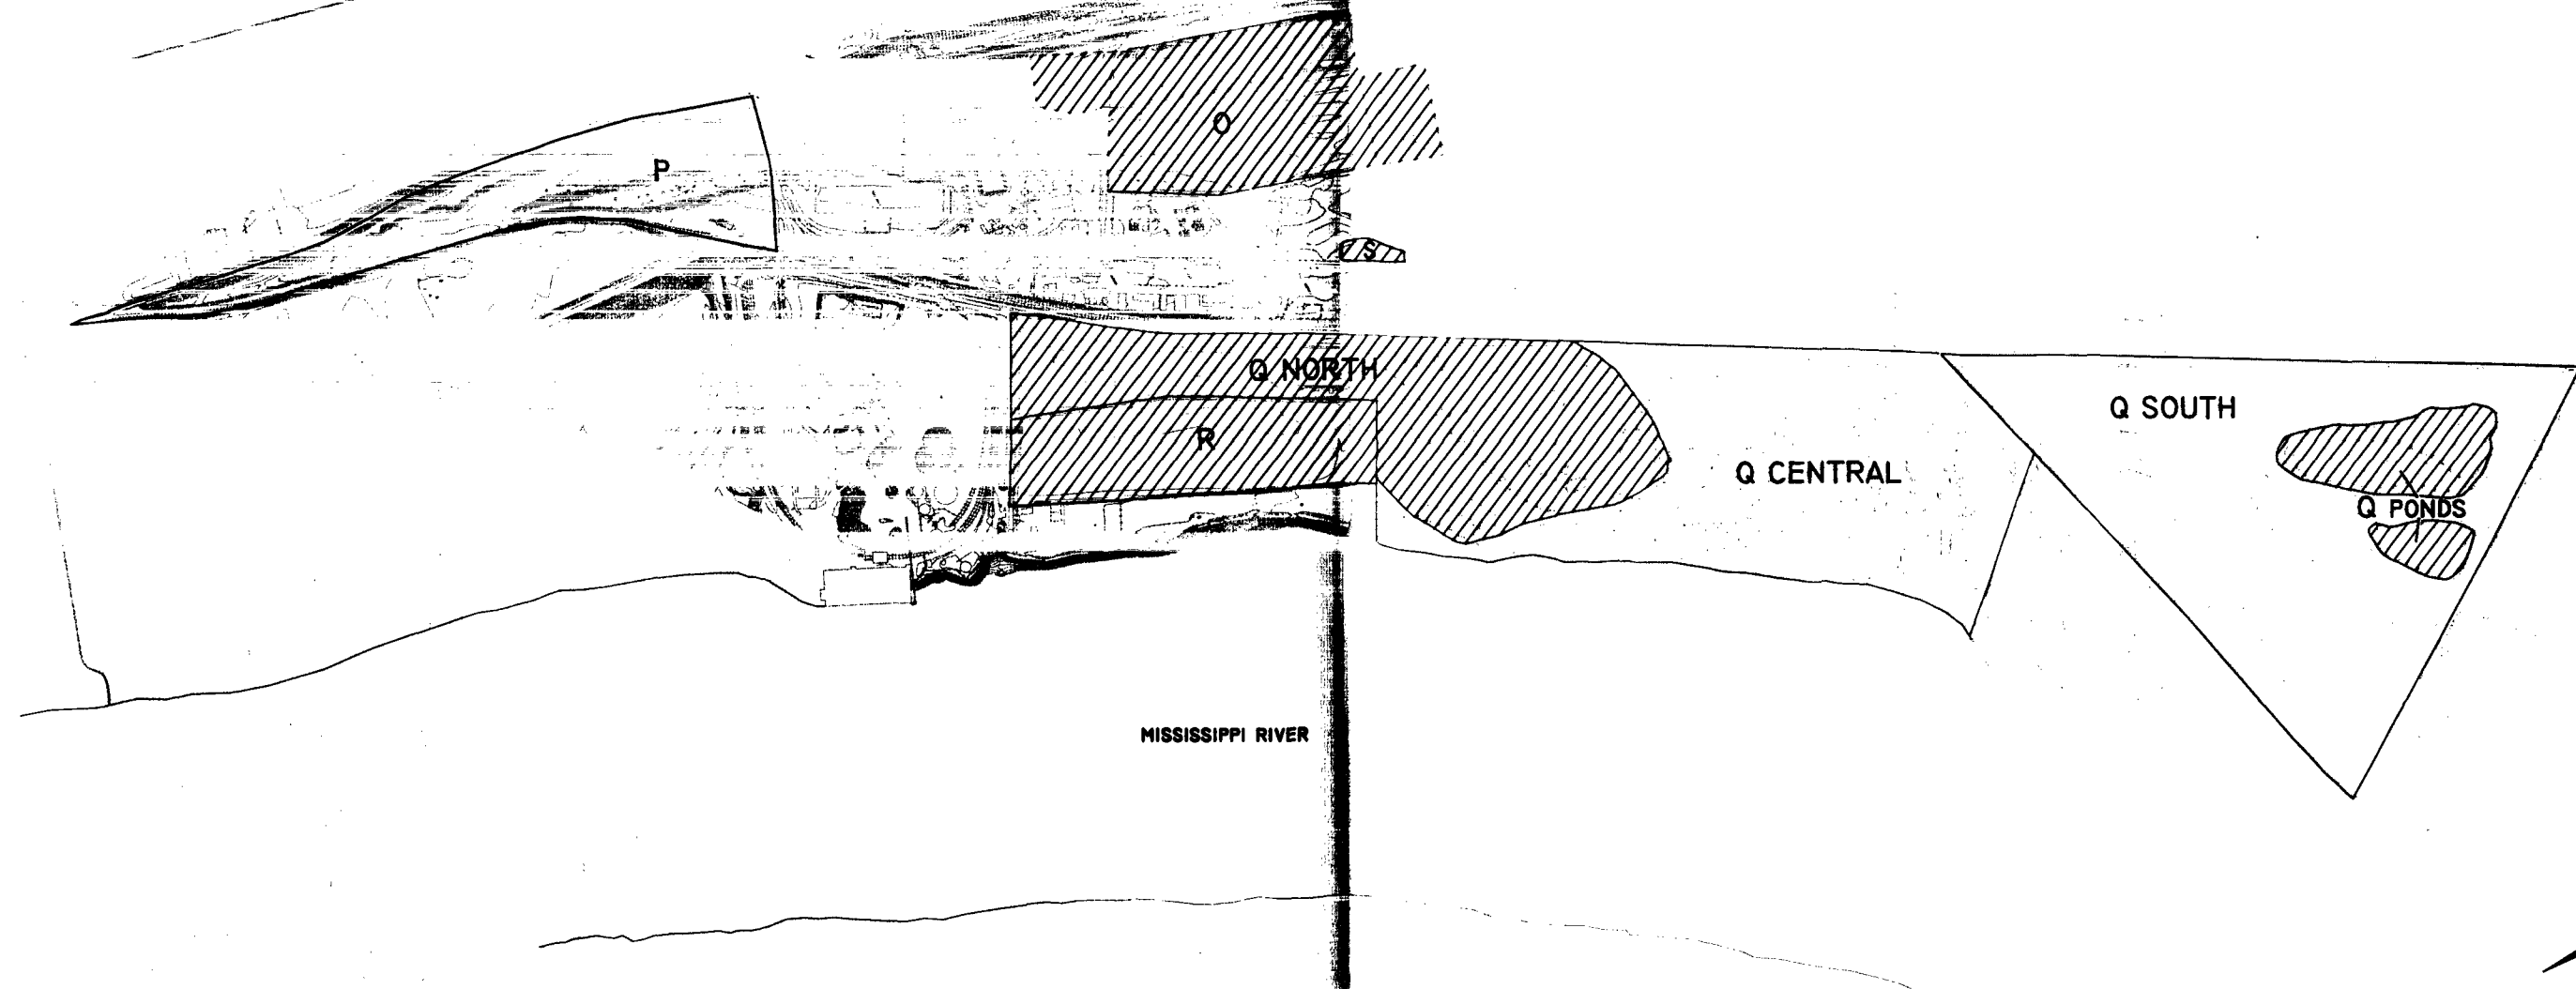 O
P
S
Q NORTH
Q SOUTH
R
Q CENTRAL
Q PONDS
MISSISSIPPI RIVER